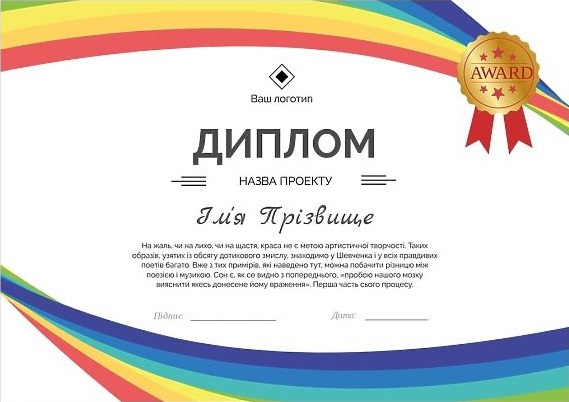 AWARD
Ваш логотип
ДИПЛОМ
НАЗВА ПРОЕКТУ
Ім'я Прізвище
На жаль, чи на лихо, чи на щастя, краса не є метою артистичної творчості. Таких
образів, узятих із обсягу дотикового змислу, знаходимо у Шевченка і у всіх правдивих
поетів багато. Вже з тих примірів, які наведено тут, можна побачити різницю між
поезією і музикою. Сон є, як се видно з попереднього, «пробою нашого мозку
вияснити якесь донесене йому враження». Перша часть сього процесу.
Підпис: Дата: